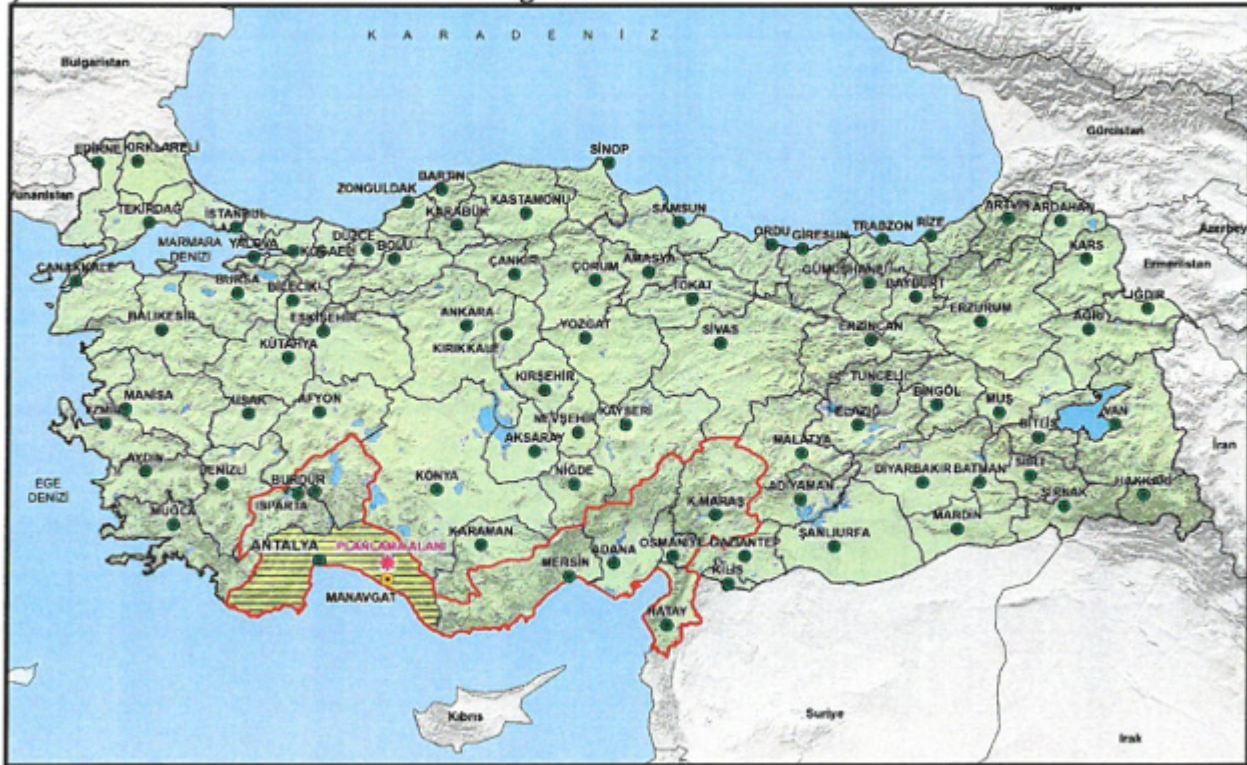 K A R A D E N İ Z
Bulgaristan
Gürcistan
EDİRNE
KIRKLARELİ
SİNOP
Yunanistan
ZONGULDAK
BARTIN
KASTAMONU
TEKİRDAĞ
İSTANBUL
KARABÜK
SAMSUN
ARTVİN
ARDAHAN
ORDU
GİRESUN
TRABZON
RİZE
Azerbey
MARMARA
DENİZİ
YALOVA
KOCAELİ
DÜZCE
BOLU
KARS
ÇANAKKALE
ÇANKIRI
ÇORUM
AMASYA
GÜMÜŞHANE
Ermenistan
BURSA
BİLECİK
TOKAT
BAYBURT
IĞDIR
BALIKESİR
ESKİŞEHİR
ANKARA
YOZGAT
SİVAS
ERZİNCAN
ERZURUM
AĞRI
KÜTAHYA
KIRIKKALE
KIRŞEHİR
TUNCELİ
BİNGÖL
MANİSA
UŞAK
AFYON
NEVŞEHİR
KAYSERİ
ELAZIĞ
MUŞ
VAN
İZMİR
AKSARAY
BİTLİS
İran
MALATYA
AYDIN
DENİZLİ
BURDUR
KONYA
NİĞDE
DİYARBAKIR
BATMAN
SİİRT
EGE
DENİZİ
ISPARTA
K.MARAŞ
ADIYAMAN
ŞIRNAK
HAKKARİ
MUĞLA
MARDİN
KARAMAN
ŞANLIURFA
ANTALYA
PLANLAMA ALANI
MERSİN
ADANA
OSMANİYE
GAZİANTEP
KİLİS
MANAVGAT
HATAY
Kıbrıs
Suriye
Irak